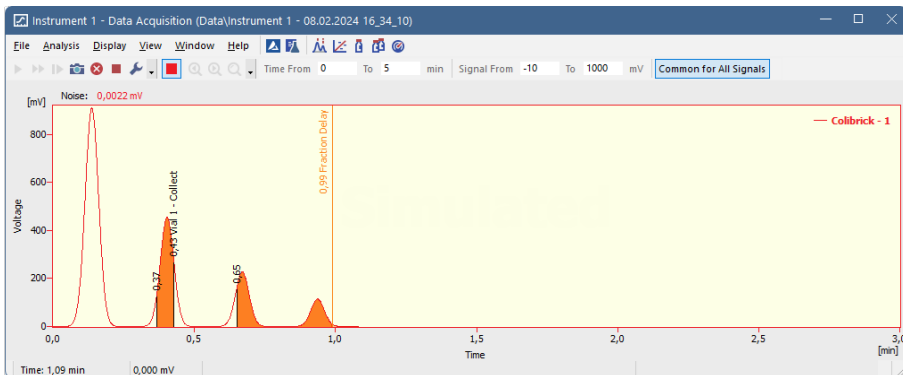 Instrument 1 - Data Acquisition (Data\Instrument 1 - 08.02.2024 16_34_10)
File Analysis Display View Window Help
Time From 0 To 5 min Signal From -10 To 1000 mV Common for All Signals
Noise: 0,0022 mV
[mV]
Colibrick - 1
800
600
400
200
0
Voltage
0,37
0,43 Vial 1 - Collect
0,65
0,99 Fraction Delay
0,0 0,5 1,0 1,5 2,0 2,5 3,0
Time
[min]
Time: 1,09 min 0,000 mV